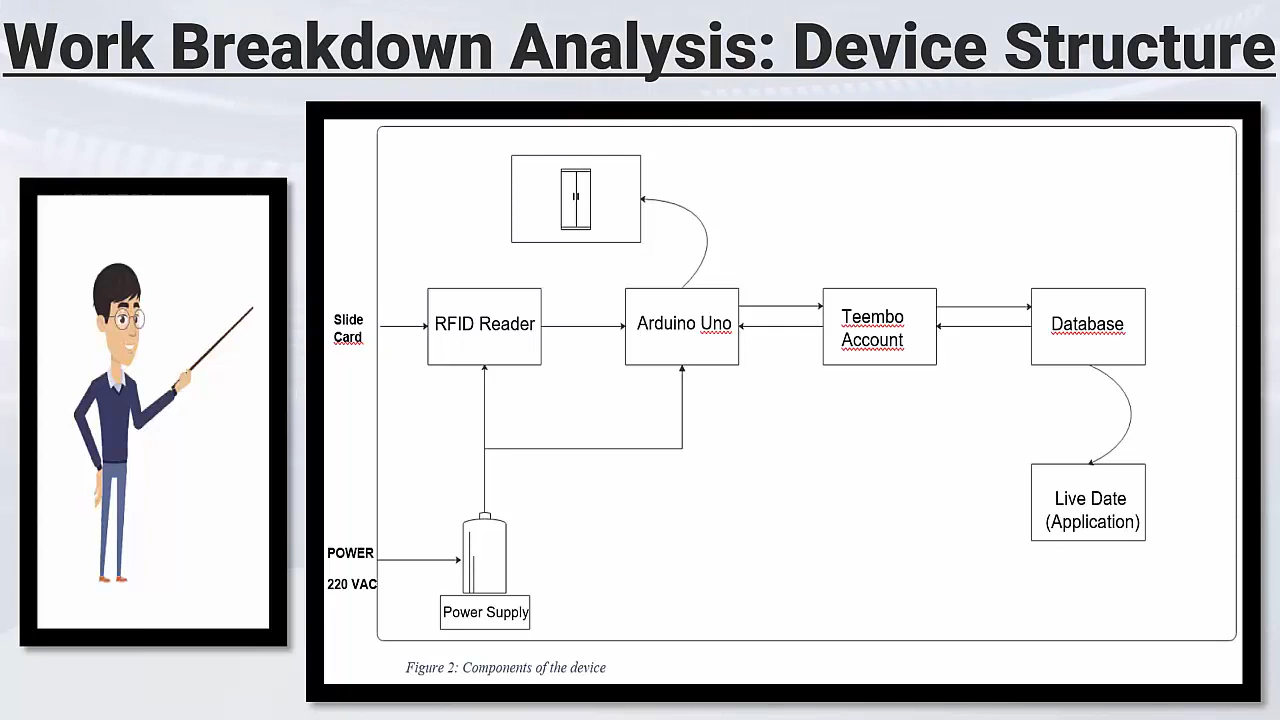 Work Breakdown Analysis: Device Structure
Slide
Card
RFID Reader
Arduino Uno
Teembo
Account
Database
Live Date
(Application)
POWER
220 VAC
Power Supply
Figure 2: Components of the device